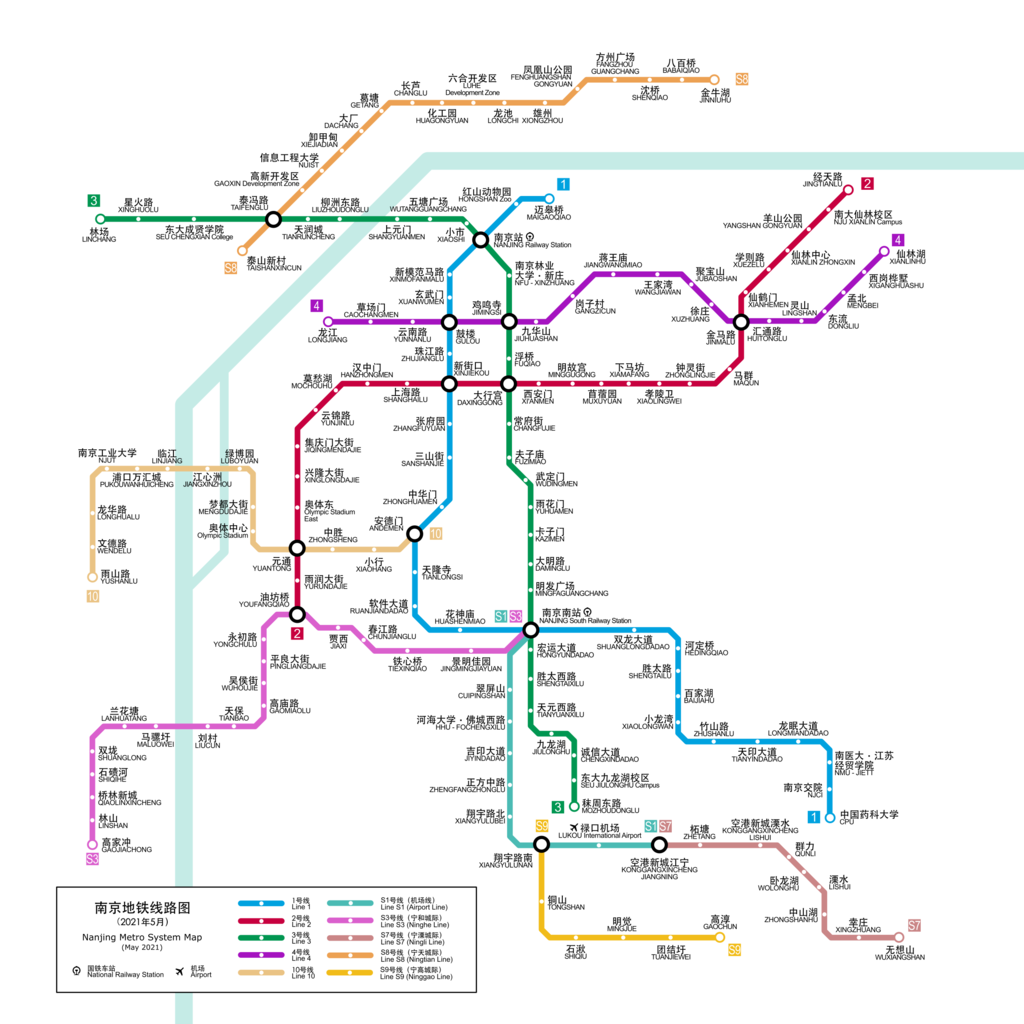 方州广场
FANGZHOU
GUANGCHANG
八百桥
BABAIQIAO
凤凰山公园
FENGHUANGSHAN
GONGYUAN
六合开发区
LUHE
Development Zone
长芦
CHANGLU
沈桥
SHENQIAO
金牛湖
JINNIUHU
S8
葛塘
GETANG
化工园
HUAGONGYUAN
龙池
LONGCHI
雄州
XIONGZHOU
大厂
DACHANG
卸甲甸
XIEJIADIAN
信息工程大学
NUIST
高新开发区
GAOXIN Development Zone
泰冯路
TAIFENGLU
泰山新村
TAISHANXINCUN
S8
3
林场
LINCHANG
星火路
XINGHUOLU
东大成贤学院
SEU CHENGXIAN College
天润城
TIANRUNCHENG
柳洲东路
LIUZHOUDONGLU
上元门
SHANGYUANMEN
五塘广场
WUTANGGUANGCHANG
小市
XIAOSHI
红山动物园
HONGSHAN Zoo
1
迈皋桥
MAIGAOQIAO
南京站
NANJING Railway Station
新模范马路
XINMOFANMALU
玄武门
XUANWUMEN
南京林业
大学·新庄
NFU - XINZHUANG
鸡鸣寺
JIMINGSI
4
龙江
LONGJIANG
草场门
CAOCHANGMEN
云南路
YUNNANLU
鼓楼
GULOU
九华山
JIUHUASHAN
岗子村
GANGZICUN
蒋王庙
JIANGWANGMIAO
王家湾
WANGJIAWAN
聚宝山
JUBAOSHAN
徐庄
XUZHUANG
金马路
JINMALU
汇通路
HUITONGLU
灵山
LINGSHAN
东流
DONGLIU
孟北
MENGBEI
西岗桦墅
XIGANGHUASHU
4
仙林湖
XIANLINHU
经天路
JINGTIANLU
2
南大仙林校区
NJU XIANLIN Campus
羊山公园
YANGSHAN GONGYUAN
仙林中心
XIANLIN ZHONGXIN
学则路
XUEZELU
仙鹤门
XIANHEMEN
马群
MAQUN
钟灵街
ZHONGLINGJIE
孝陵卫
XIAOLINGWEI
下马坊
XIAMAFANG
苜蓿园
MUXUYUAN
明故宫
MINGGUGONG
西安门
XI'ANMEN
大行宫
DAXINGGONG
浮桥
FUQIAO
珠江路
ZHUJIANGLU
新街口
XINJIEKOU
上海路
SHANGHAILU
汉中门
HANZHONGMEN
莫愁湖
MOCHOUHU
云锦路
YUNJINLU
集庆门大街
JIQINGMENDAJIE
兴隆大街
XINGLONGDAJIE
奥体东
Olympic Stadium
East
元通
YUANTONG
雨润大街
YURUNDAJIE
油坊桥
YOUFANGQIAO
2
张府园
ZHANGFUYUAN
三山街
SANSHANJIE
中华门
ZHONGHUAMEN
安德门
ANDEMEN
10
小行
XIAOHANG
中胜
ZHONGSHENG
奥体中心
Olympic Stadium
梦都大街
MENGDUDAJIE
绿博园
LUBOYUAN
江心洲
JIANGXINZHOU
临江
LINJIANG
浦口万汇城
PUKOUWANHUICHENG
南京工业大学
NJUT
龙华路
LONGHUALU
文德路
WENDELU
雨山路
YUSHANLU
10
常府街
CHANGFUJIE
夫子庙
FUZIMIAO
武定门
WUDINGMEN
雨花门
YUHUAMEN
卡子门
KAZIMEN
大明路
DAMINGLU
明发广场
MINGFAGUANGCHANG
天隆寺
TIANLONGSI
软件大道
RUANJIANDADAO
花神庙
HUASHENMIAO
S1
S3
南京南站
NANJING South Railway Station
双龙大道
SHUANGLONGDADAO
河定桥
HEDINGQIAO
胜太路
SHENGTAILU
百家湖
BAIJIAHU
小龙湾
XIAOLONGWAN
竹山路
ZHUSHANLU
天印大道
TIANYINDADAO
龙眠大道
LONGMIANDADAO
南医大·江苏
经贸学院
NMU - JIETT
南京交院
NJCI
1
中国药科大学
CPU
贾西
JIAXI
春江路
CHUNJIANGLU
铁心桥
TIEXINQIAO
景明佳园
JINGMINGJIAYUAN
永初路
YONGCHULU
平良大街
PINGLIANGDAJIE
吴侯街
WUHOUJIE
高庙路
GAOMIAOLU
天保
TIANBAO
刘村
LIUCUN
马骡圩
MALUOWEI
兰花塘
LANHUATANG
双垅
SHUANGLONG
石碛河
SHIQIHE
桥林新城
QIAOLINXINCHENG
林山
LINSHAN
高家冲
GAOJIACHONG
S3
宏运大道
HONGYUNDADAO
胜太西路
SHENGTAIXILU
天元西路
TIANYUANXILU
九龙湖
JIULONGHU
诚信大道
CHENGXINDADAO
东大九龙湖校区
SEU JIULONGHU Campus
3
秣周东路
MOZHOUDONGLU
翠屏山
CUIPINGSHAN
河海大学·佛城西路
HHU - FOCHENGXILU
吉印大道
JIYINDADAO
正方中路
ZHENGFANGZHONGLU
翔宇路北
XIANGYULUBEI
S9
翔宇路南
XIANGYULUNAN
禄口机场
LUKOU International Airport
S1
S7
空港新城江宁
KONGGANGXINCHENG
JIANGNING
柘塘
ZHETANG
空港新城溧水
KONGGANGXINCHENG
LISHUI
群力
QUNLI
卧龙湖
WOLONGHU
溧水
LISHUI
中山湖
ZHONGSHANHU
幸庄
XINGZHUANG
S7
无想山
WUXIANGSHAN
铜山
TONGSHAN
石湫
SHIQIU
明觉
MINGJUE
团结圩
TUANJIEWEI
高淳
GAOCHUN
S9
南京地铁线路图
(2021年5月)
Nanjing Metro System Map
(May 2021)
国铁车站
National Railway Station
机场
Airport
1号线
Line 1
2号线
Line 2
3号线
Line 3
4号线
Line 4
10号线
Line 10
S1号线(机场线)
Line S1 (Airport Line)
S3号线(宁和城际)
Line S3 (Ninghe Line)
S7号线(宁溧城际)
Line S7 (Ningli Line)
S8号线(宁天城际)
Line S8 (Ningtian Line)
S9号线(宁高城际)
Line S9 (Ninggao Line)